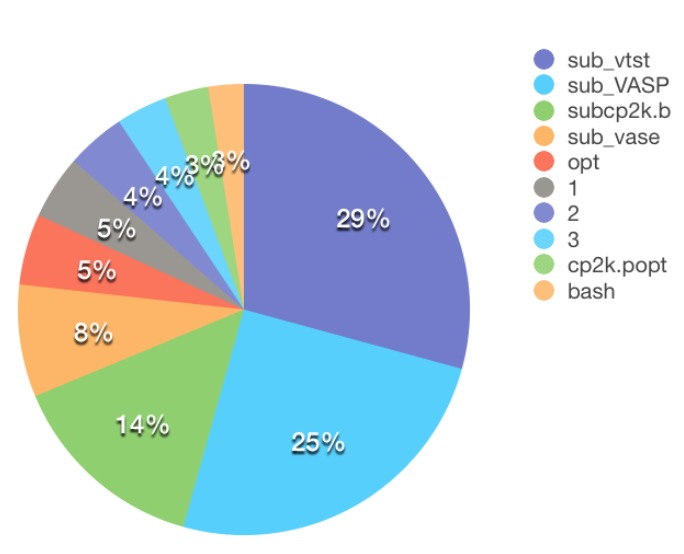 sub_vtst
sub_VASP
subcp2k.b
sub_vase
opt
1
2
3
cp2k.popt
bash
29%
25%
14%
8%
5%
5%
4%
4%
3%
3%